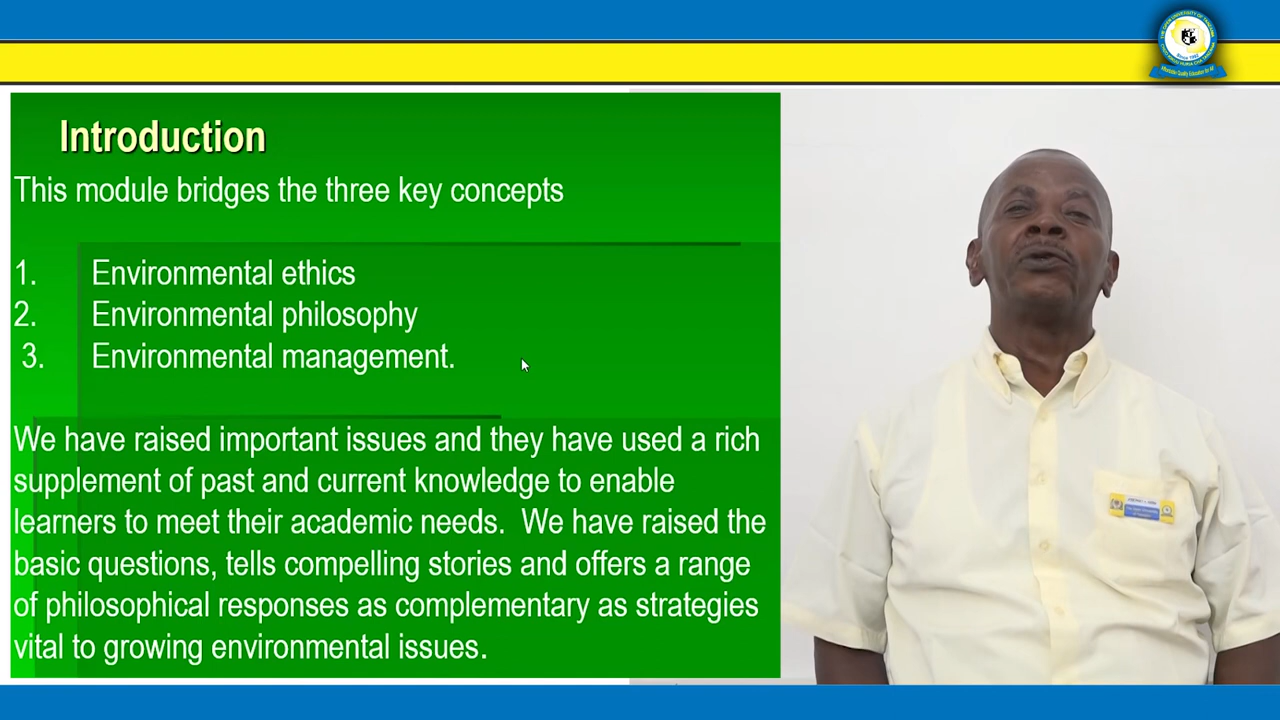 Introduction
This module bridges the three key concepts
1. Environmental ethics
2. Environmental philosophy
3. Environmental management.
We have raised important issues and they have used a rich
supplement of past and current knowledge to enable
learners to meet their academic needs. We have raised the
basic questions, tells compelling stories and offers a range
of philosophical responses as complementary as strategies
vital to growing environmental issues.